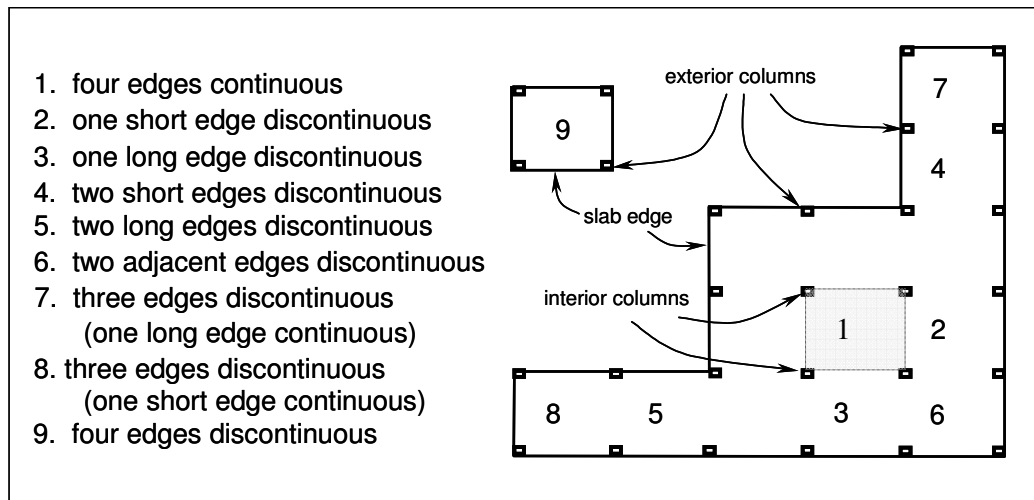 1. four edges continuous
2. one short edge discontinuous
3. one long edge discontinuous
4. two short edges discontinuous
5. two long edges discontinuous
6. two adjacent edges discontinuous
7. three edges discontinuous
(one long edge continuous)
8. three edges discontinuous
(one short edge continuous)
9. four edges discontinuous
exterior columns
7
9
4
slab edge
interior columns
1
2
8
5
3
6